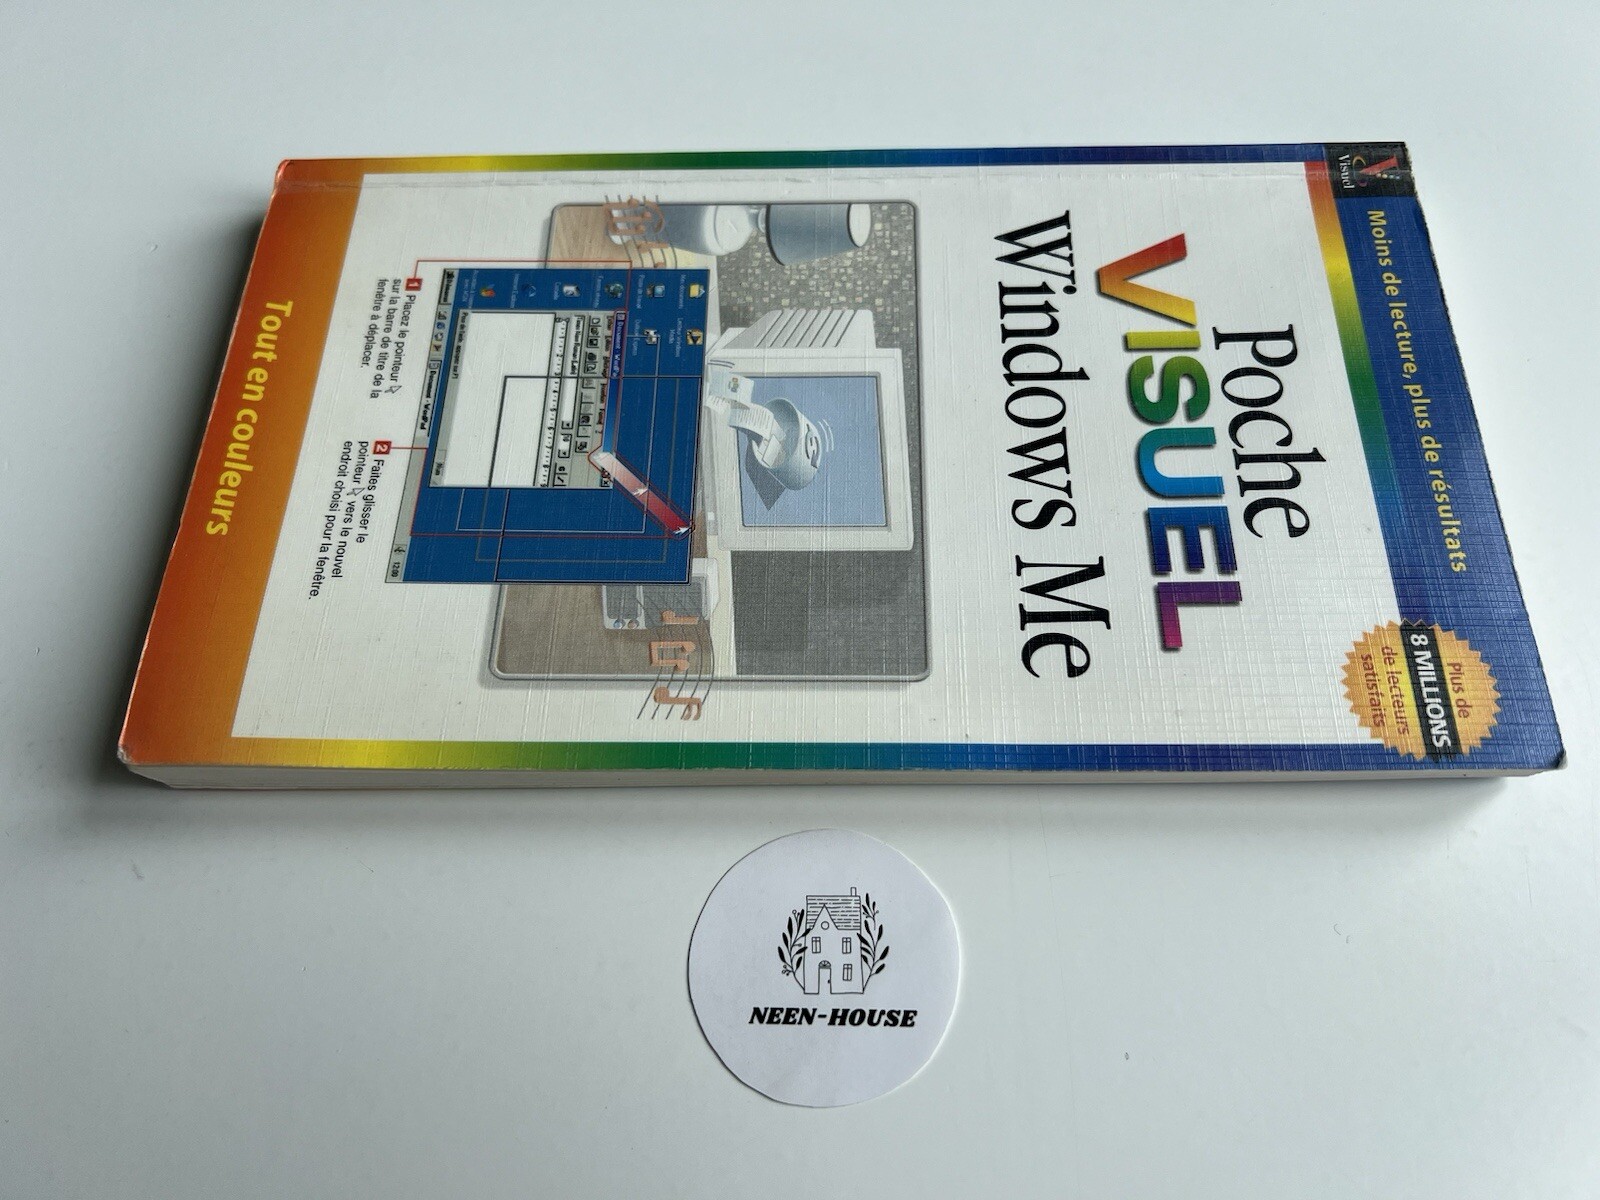 Visuel
Moins de lecture, plus de résultats
Poche
VISUEL
Windows Me
Plus de
8 MILLIONS
de lecteurs
satisfaits
1 Placez le pointeur
sur la barre de titre de la
fenêtre à déplacer.
2 Faites glisser le
pointeur vers le nouvel
endroit choisi pour la fenêtre.
12:00
Tout en couleurs
NEEN-HOUSE